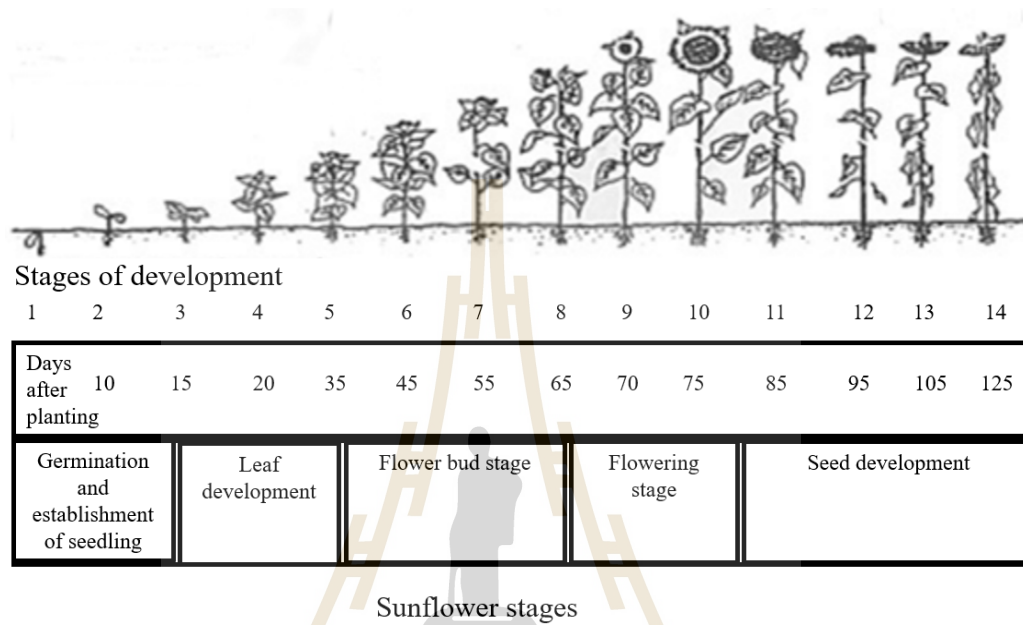 Stages of development
1 2 3 4 5 6 7 8 9 10 11 12 13 14
Days
after
planting
10 15 20 35 45 55 65 70 75 85 95 105 125
Germination
and
establishment
of seedling
Leaf
development
Flower bud stage
Flowering
stage
Seed development
Sunflower stages